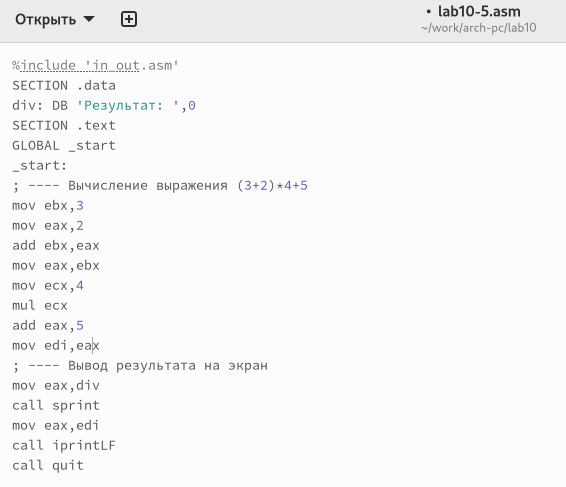 Открыть
• lab10-5.asm
~/work/arch-pc/lab10
%include 'in_out.asm'
SECTION .data
div: DB 'Результат: ',0
SECTION .text
GLOBAL _start
_start:
; ---- Вычисление выражения (3+2)*4+5
mov ebx,3
mov eax,2
add ebx,eax
mov eax,ebx
mov ecx,4
mul ecx
add eax,5
mov edi,eax
; ---- Вывод результата на экран
mov eax,div
call sprint
mov eax,edi
call iprintLF
call quit